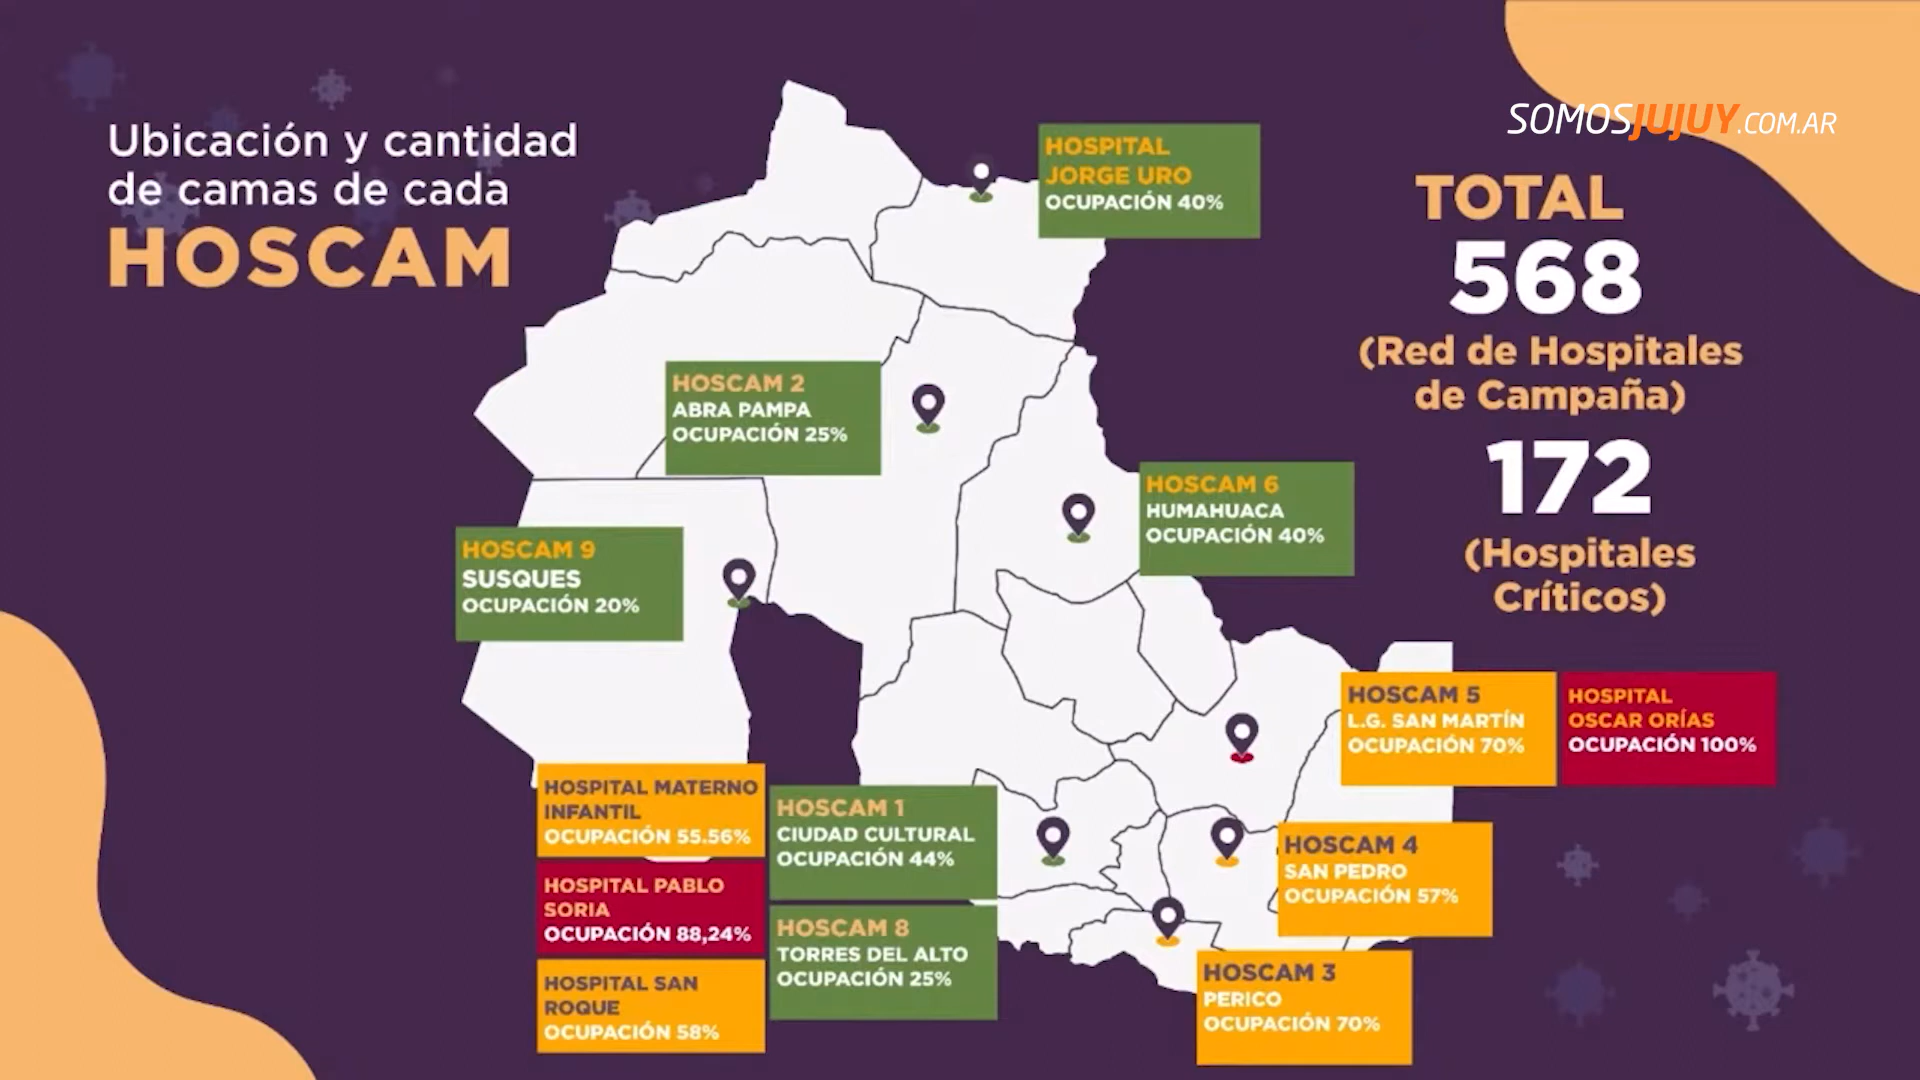 Ubicación y cantidad
de camas de cada
HOSCAM
SOMOSJUJUY.COM.AR
TOTAL
568
(Red de Hospitales
de Campaña)
172
(Hospitales
Críticos)
HOSPITAL
JORGE URO
OCUPACIÓN 40%
HOSCAM 2
ABRA PAMPA
OCUPACIÓN 25%
HOSCAM 6
HUMAHUACA
OCUPACIÓN 40%
HOSCAM 9
SUSQUES
OCUPACIÓN 20%
HOSCAM 5
L.G. SAN MARTÍN
OCUPACIÓN 70%
HOSPITAL
OSCAR ORÍAS
OCUPACIÓN 100%
HOSPITAL MATERNO
INFANTIL
OCUPACIÓN 55.56%
HOSPITAL PABLO
SORIA
OCUPACIÓN 88,24%
HOSPITAL SAN
ROQUE
OCUPACIÓN 58%
HOSCAM 1
CIUDAD CULTURAL
OCUPACIÓN 44%
HOSCAM 8
TORRES DEL ALTO
OCUPACIÓN 25%
HOSCAM 4
SAN PEDRO
OCUPACIÓN 57%
HOSCAM 3
PERICO
OCUPACIÓN 70%